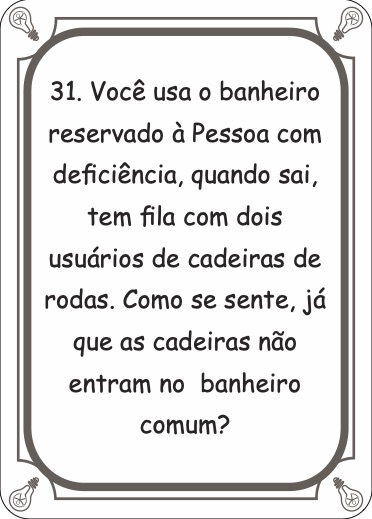 31. Você usa o banheiro
reservado à Pessoa com
deficiência, quando sai,
tem fila com dois
usuários de cadeiras de
rodas. Como se sente, já
que as cadeiras não
entram no  banheiro
comum?